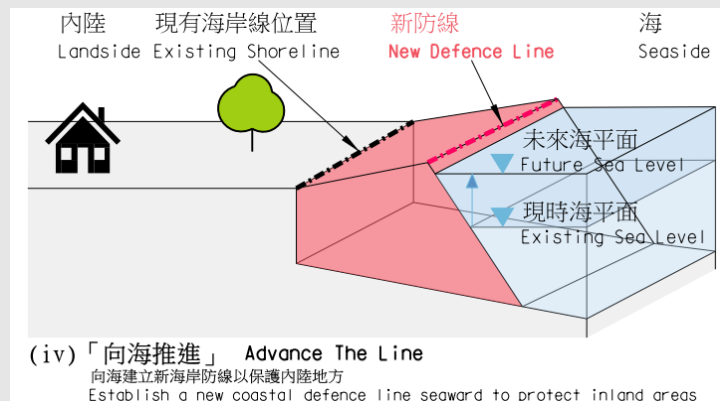 內陸 現有海岸線位置 新防線 海
Landside Existing Shoreline New Defence Line Seaside
未來海平面
Future Sea Level
現時海平面
Existing Sea Level
(iv)「向海推進」 Advance The Line
向海建立新海岸防線以保護內陸地方
Establish a new coastal defence line seaward to protect inland areas